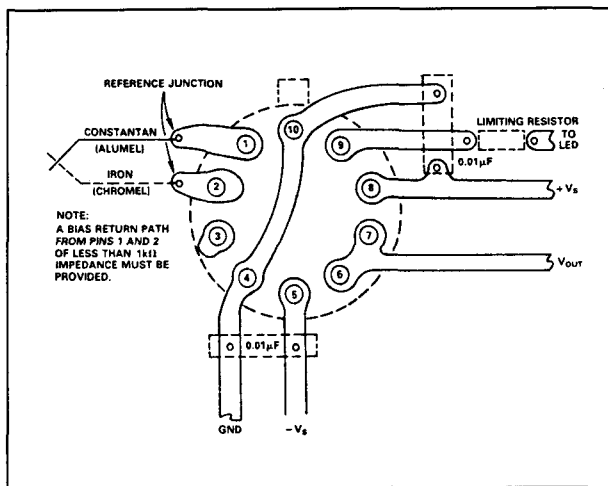 REFERENCE JUNCTION
CONSTANTAN
(ALUMEL)
IRON
(CHROMEL)
NOTE:
A BIAS RETURN PATH
FROM PINS 1 AND 2
OF LESS THAN 1kΩ
IMPEDANCE MUST BE
PROVIDED.
1
2
3
4
5
6
7
8
9
10
LIMITING RESISTOR
TO
LED
0.01μF
+VS
VOUT
0.01μF
GND
-VS